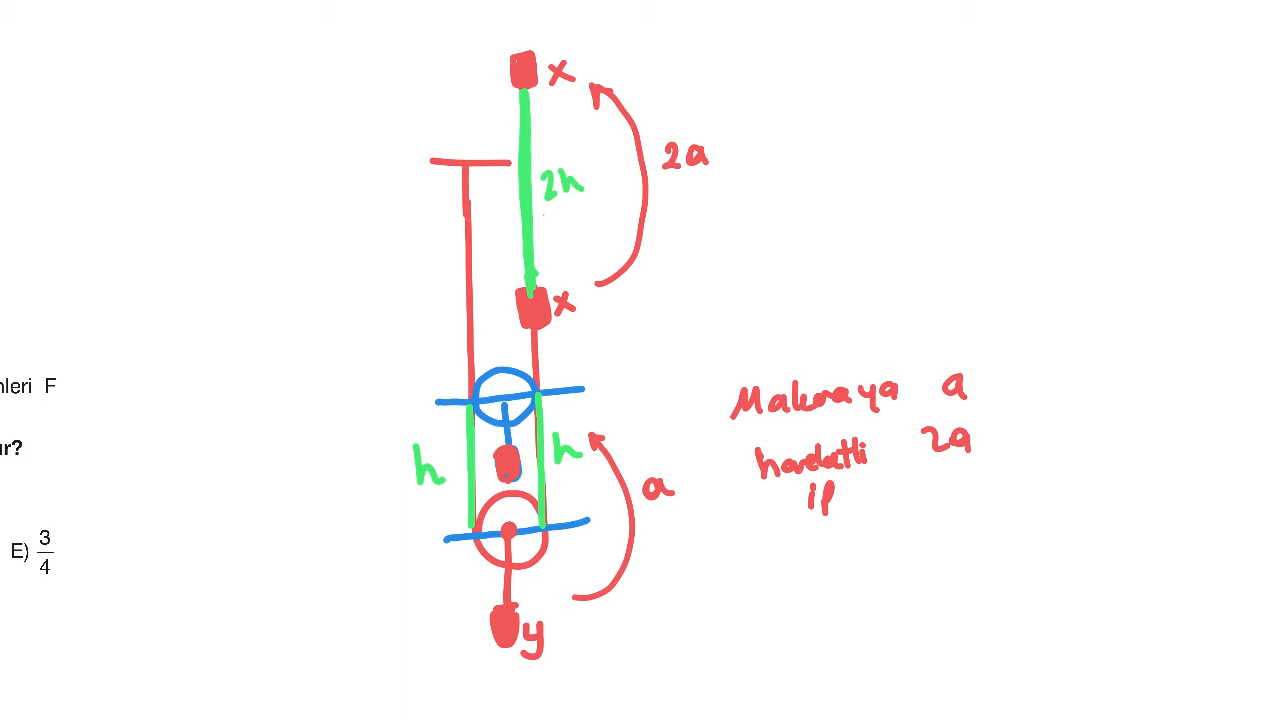 x
2a
2h
x
nleri F
Makaraya a
ur?
h
h
2a
hareketli
a
ip
E) 3/4
y